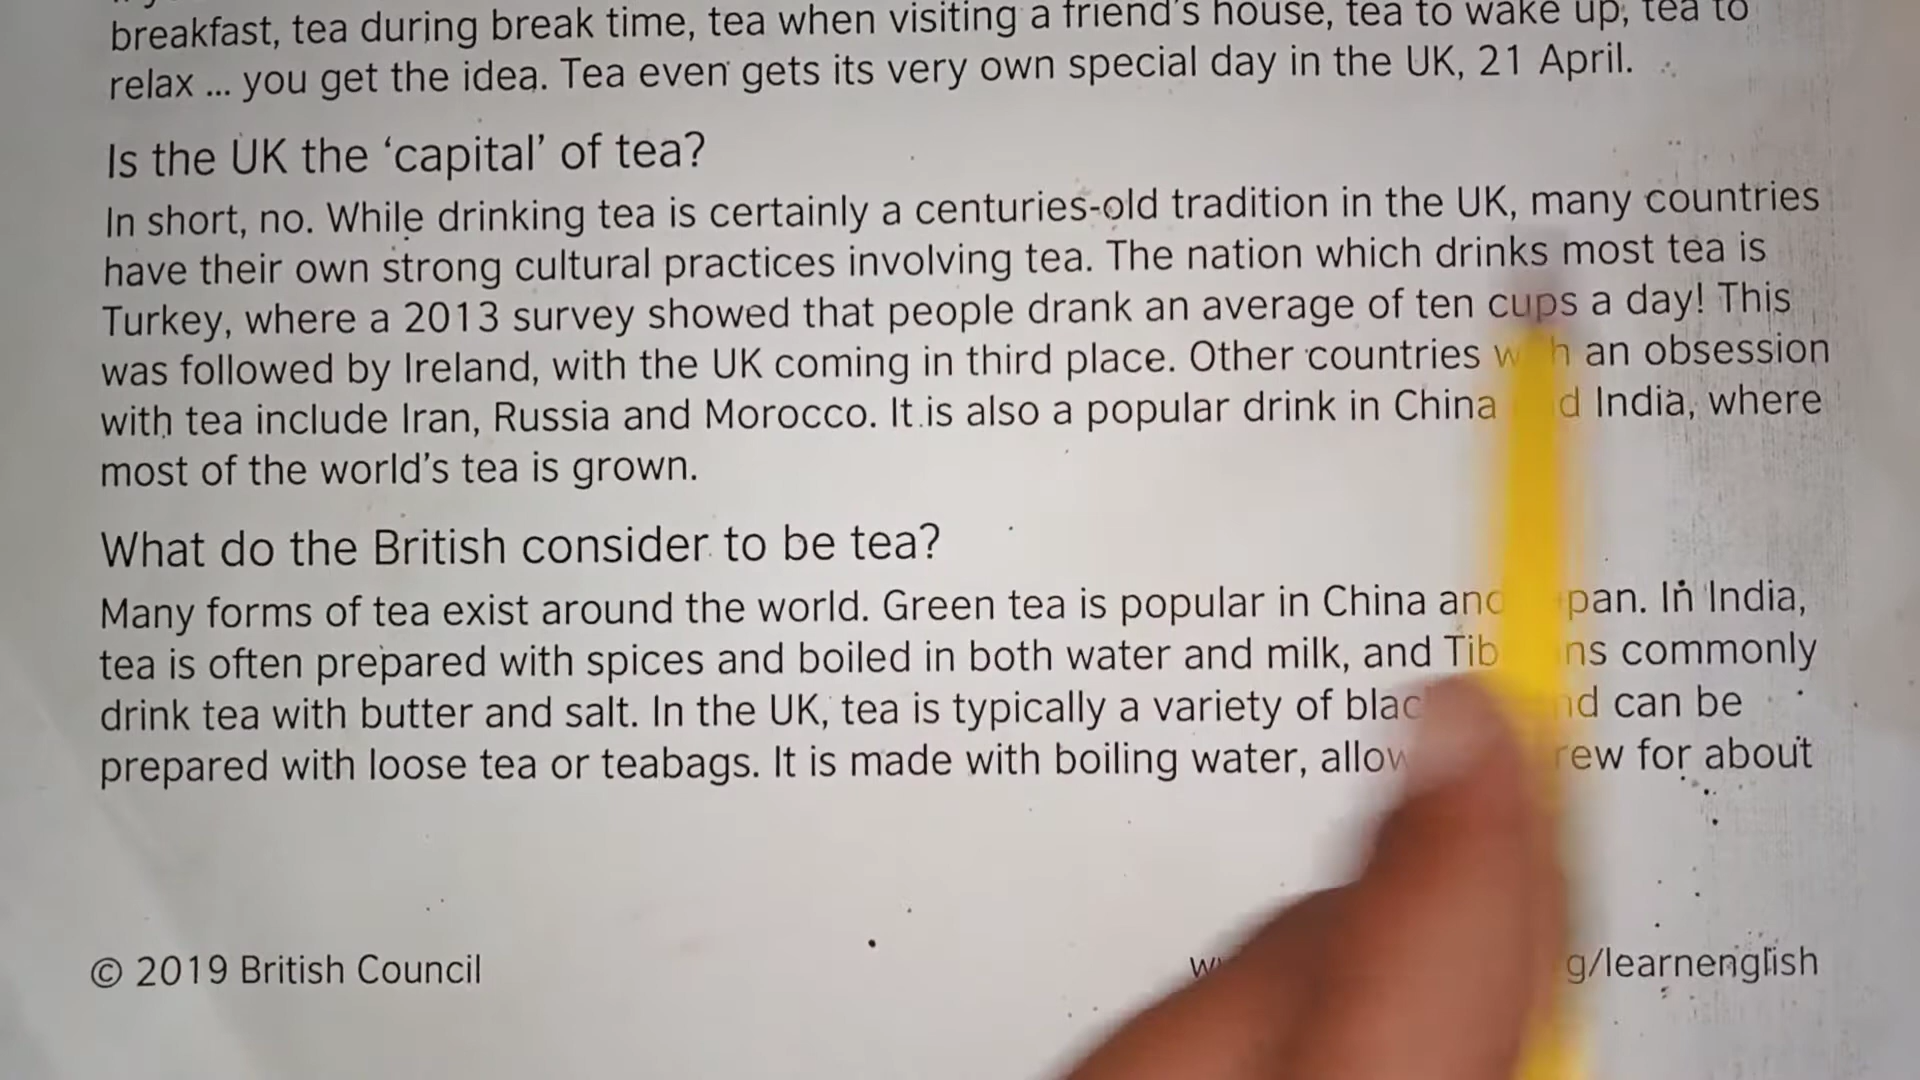 breakfast, tea during break time, tea when visiting a friend's house, tea to wake up, tea to
relax ... you get the idea. Tea even gets its very own special day in the UK, 21 April.
Is the UK the ‘capital’ of tea?
In short, no. While drinking tea is certainly a centuries-old tradition in the UK, many countries
have their own strong cultural practices involving tea. The nation which drinks most tea is
Turkey, where a 2013 survey showed that people drank an average of ten cups a day! This
was followed by Ireland, with the UK coming in third place. Other countries an obsession
with tea include Iran, Russia and Morocco. It is also a popular drink in China India, where
most of the world’s tea is grown.
What do the British consider to be tea?
Many forms of tea exist around the world. Green tea is popular in China and In India,
tea is often prepared with spices and boiled in both water and milk, and commonly
drink tea with butter and salt. In the UK, tea is typically a variety of can be
prepared with loose tea or teabags. It is made with boiling water, for about
© 2019 British Council
g/learnenglish